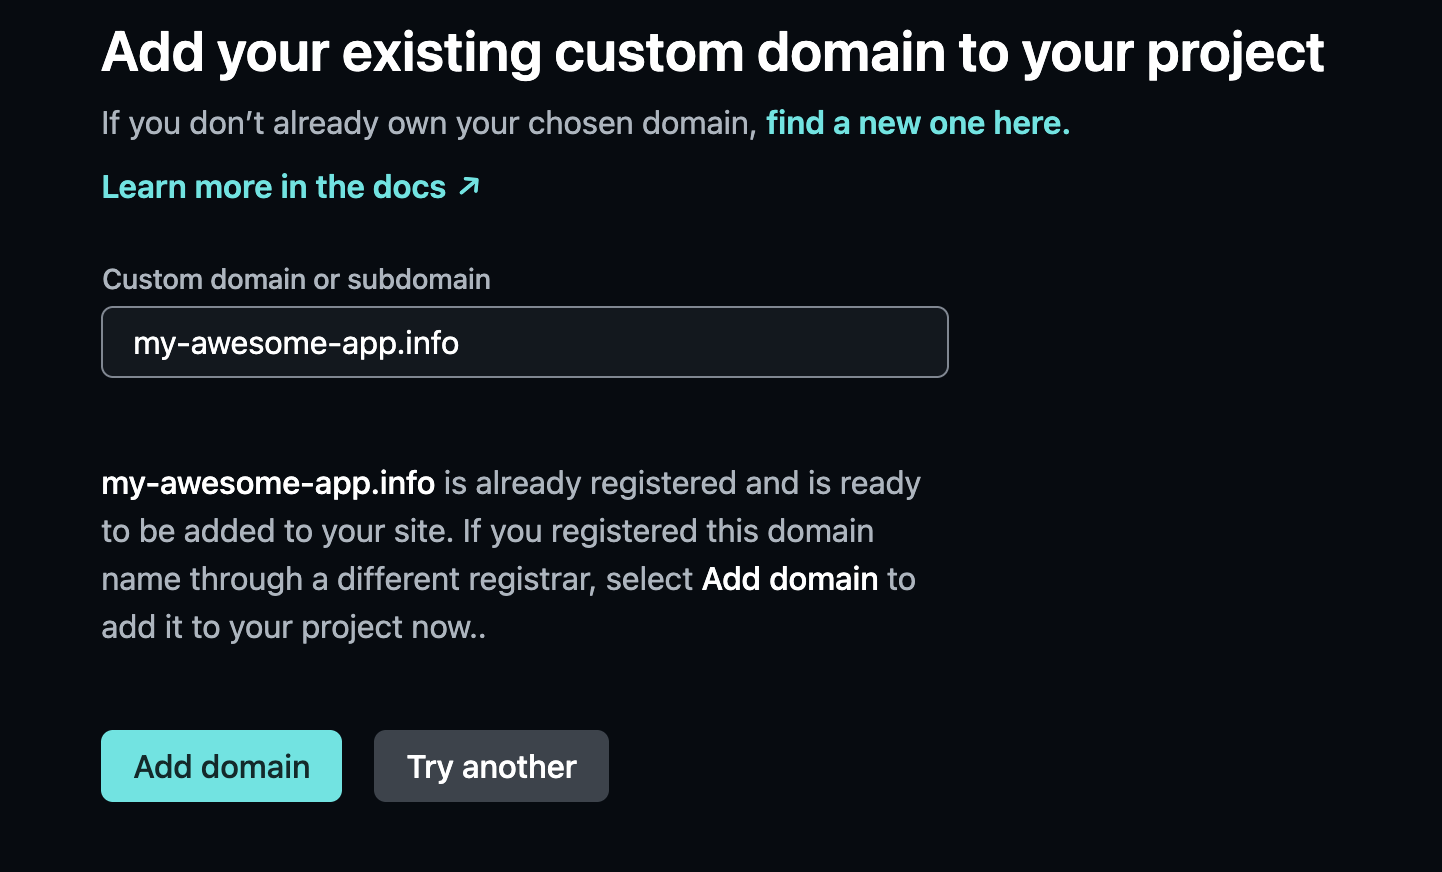 Add your existing custom domain to your project
If you don’t already own your chosen domain, find a new one here.
Learn more in the docs ↗
Custom domain or subdomain
my-awesome-app.info
my-awesome-app.info is already registered and is ready
to be added to your site. If you registered this domain
name through a different registrar, select Add domain to
add it to your project now..
Add domain Try another